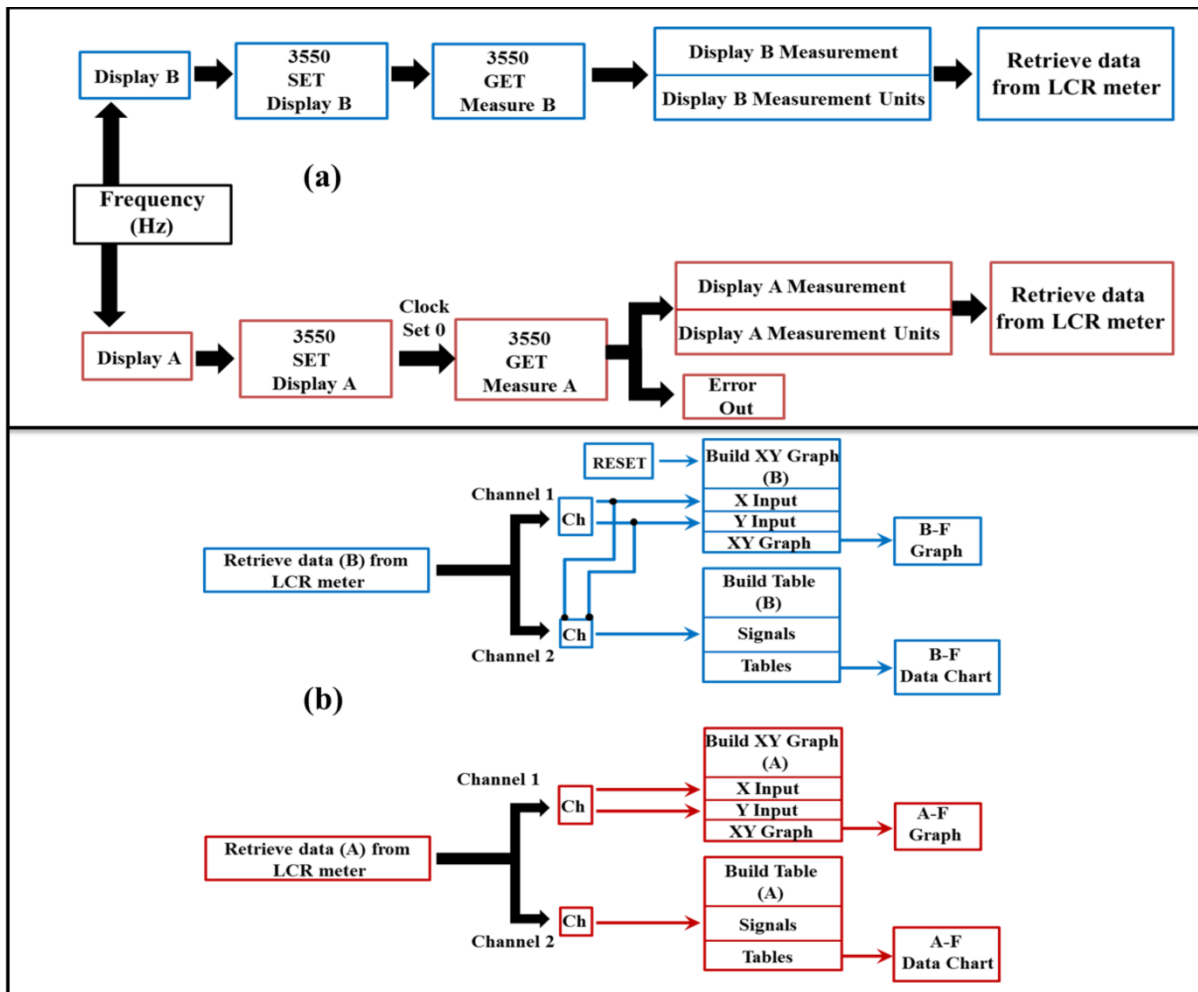 Display B
3550
SET
Display B
3550
GET
Measure B
Display B Measurement
Display B Measurement Units
Retrieve data
from LCR meter
(a)
Frequency
(Hz)
Display A
3550
SET
Display A
Clock
Set 0
3550
GET
Measure A
Display A Measurement
Display A Measurement Units
Error
Out
Retrieve data
from LCR meter
RESET
Build XY Graph
(B)
X Input
Y Input
XY Graph
B-F
Graph
Channel 1
Ch
Retrieve data (B) from
LCR meter
Ch
Channel 2
Build Table
(B)
Signals
Tables
B-F
Data Chart
(b)
Build XY Graph
(A)
X Input
Y Input
XY Graph
A-F
Graph
Channel 1
Ch
Retrieve data (A) from
LCR meter
Ch
Channel 2
Build Table
(A)
Signals
Tables
A-F
Data Chart